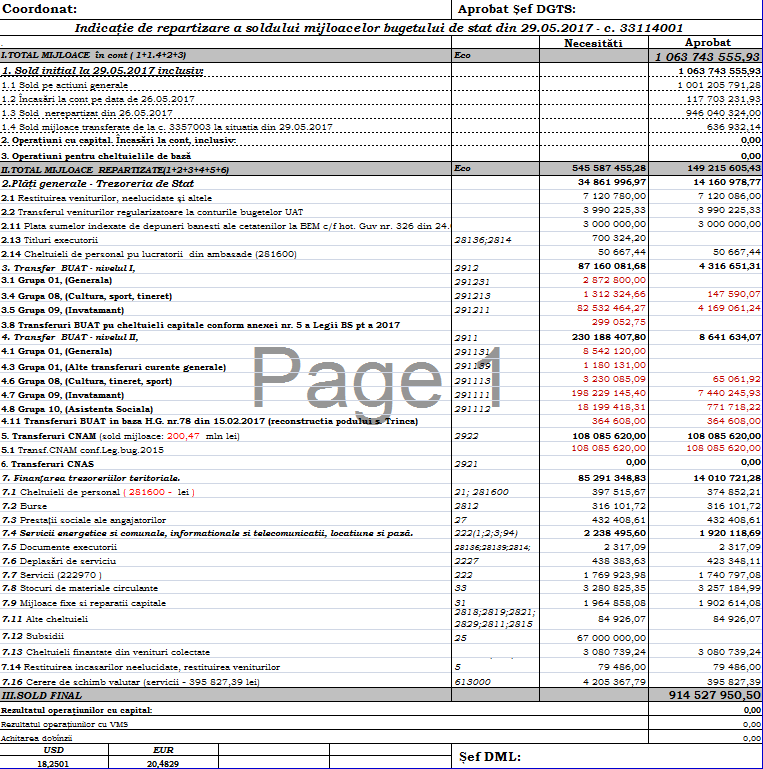 Coordonat: Aprobat Șef DGTS:
Indicație de repartizare a soldului mijloacelor bugetului de stat din 29.05.2017 - c. 33114001
Necesităti Aprobat
I.TOTAL MIJLOACE în cont ( 1+1.4+2+3) Eco 1 063 743 555,93
1. Sold initial la 29.05.2017 inclusiv: 1 063 743 555,93
1.1 Sold pe actiuni generale 1 001 205 791,28
1.2 Încasări la cont pe data de 26.05.2017 117 703 231,93
1.3 Sold nerepartizat din 26.05.2017 946 040 324,00
1.4 Sold mijloace transferate de la c. 3357003 la situatia din 29.05.2017 636 932,14
2. Operațiuni cu capital. Încasări la cont, inclusiv: 0,00
3. Operatiuni pentru cheltuielile de bază 0,00
II.TOTAL MIJLOACE REPARTIZATE(1+2+3+4+5+6) Eco 545 587 455,28 149 215 605,43
2.Plăți generale - Trezoreria de Stat 34 861 996,97 14 160 978,77
2.1 Restituirea veniturilor, neelucidate și altele 7 120 780,00 7 120 086,00
2.2 Transferul veniturilor regularizatoare la conturile bugetelor UAT 3 990 225,33 3 990 225,33
2.11 Plata sumelor indexate de depuneri banesti ale cetatenilor la BEM c/f hot. Guv nr. 326 din 24. 3 000 000,00 3 000 000,00
2.13 Titluri executorii 28136;2814 700 324,20
2.14 Cheltuieli de personal pu lucratorii din ambasade (281600) 50 667,44 50 667,44
3. Transfer BUAT - nivelul I, 2912 87 160 081,68 4 316 651,31
3.1 Grupa 01, (Generala) 291231 2 872 800,00
3.4 Grupa 08, (Cultura, sport, tineret) 291213 1 312 324,66 147 590,07
3.5 Grupa 09, (Invatamant) 291211 82 532 464,27 4 169 061,24
3.8 Transferuri BUAT pu cheltuieli capitale conform anexei nr. 5 a Legii BS pt a 2017 299 052,75
4. Transfer BUAT - nivelul II, 2911 230 188 407,80 8 641 634,07
4.1 Grupa 01, (Generala) 291131 8 542 120,00
4.3 Grupa 01, (Alte transferuri curente generale) 291139 1 180 131,00
4.6 Grupa 08, (Cultura, tineret, sport) 291113 3 230 085,09 65 061,92
4.7 Grupa 09, (Invatamant) 291111 198 229 145,40 7 440 245,93
4.8 Grupa 10, (Asistenta Sociala) 291112 18 199 418,31 771 718,22
4.11 Transferuri BUAT in baza H.G. nr.78 din 15.02.2017 (reconstructia podului s. Trinca) 364 608,00 364 608,00
5. Transferuri CNAM (sold mijloace: 200,47 mln lei) 2922 108 085 620,00 108 085 620,00
5.1 Transf.CNAM conf.Leg.bug.2015 108 085 620,00 108 085 620,00
6. Transferuri CNAS 2921 0,00 0,00
7. Finanțarea trezoreriilor teritoriale. 85 291 348,83 14 010 721,28
7.1 Cheltuieli de personal ( 281600 - lei ) 21; 281600 397 515,67 374 852,21
7.2 Burse 2812 316 101,72 316 101,72
7.3 Prestații sociale ale angajatorilor 27 432 408,61 432 408,61
7.4 Servicii energetice si comunale, informationale si telecomunicatii, locatiune si pază. 222(1;2;3;94) 2 238 495,60 1 920 118,69
7.5 Documente executorii 28136;28139;2814; 2 317,09 2 317,09
7.6 Deplasări de serviciu 2227 438 383,63 423 348,11
7.7 Servicii (222970 ) 222 1 769 923,98 1 740 797,08
7.8 Stocuri de materiale circulante 33 3 280 825,35 3 257 184,99
7.9 Mijloace fixe si reparatii capitale 31 1 964 858,08 1 902 614,08
7.11 Alte cheltuieli 2818;2819;2821; 2829;2811;2815 84 926,07 84 926,07
7.12 Subsidii 25 67 000 000,00
7.13 Cheltuieli finantate din venituri colectate 3 080 739,24 3 080 739,24
7.14 Restituirea incasarilor neelucidate, restituirea veniturilor 5 79 486,00 79 486,00
7.16 Cerere de schimb valutar (servicii - 395 827,39 lei) 613000 4 205 367,79 395 827,39
III.SOLD FINAL 914 527 950,50
Rezultatul operațiunilor cu capital: 0,00
Rezultatul operațiunilor cu VMS 0,00
Achitarea dobînzii 0,00
USD EUR Șef DML:
18,2501 20,4829
Page 1